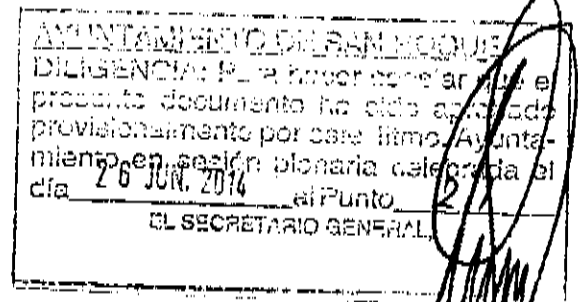 AYUNTAMIENTO DE SAN ROQUE
DILIGENCIA: Para hacer constar que el
presente documento ha sido aprobado
provisionalmente por este Iltmo. Ayunta-
miento en sesión plenaria celebrada el
día 26 JUN. 2014 al Punto 2
EL SECRETARIO GENERAL,